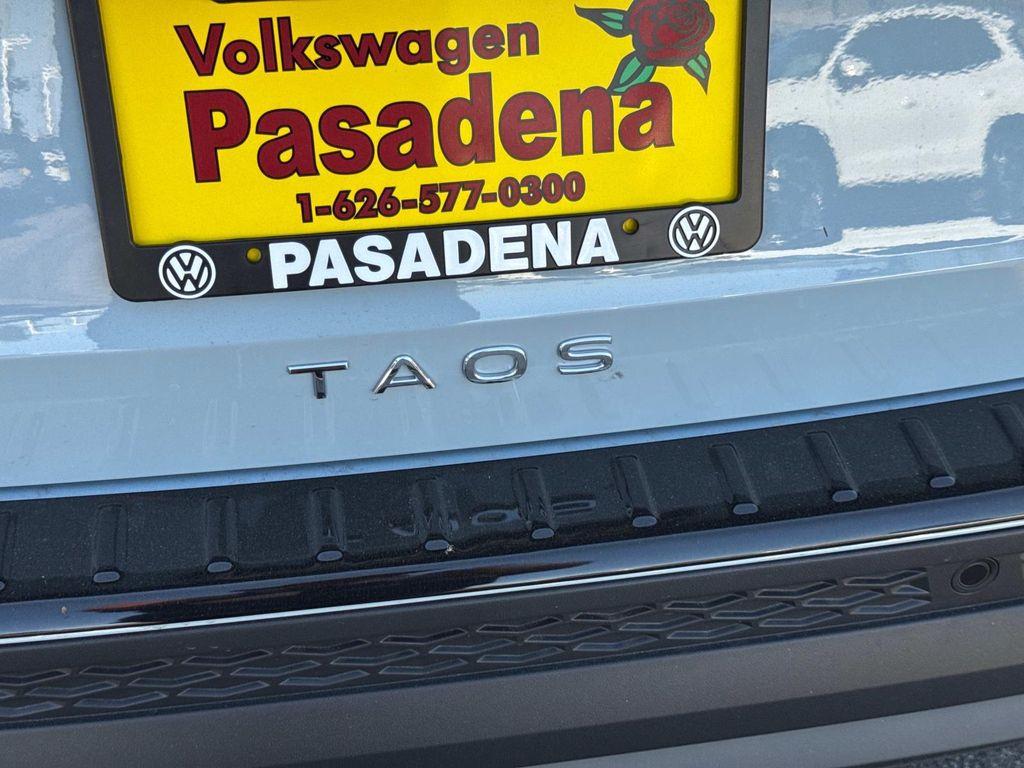 Volkswagen
Pasadena
1-626-577-0300
PASADENA
TAOS